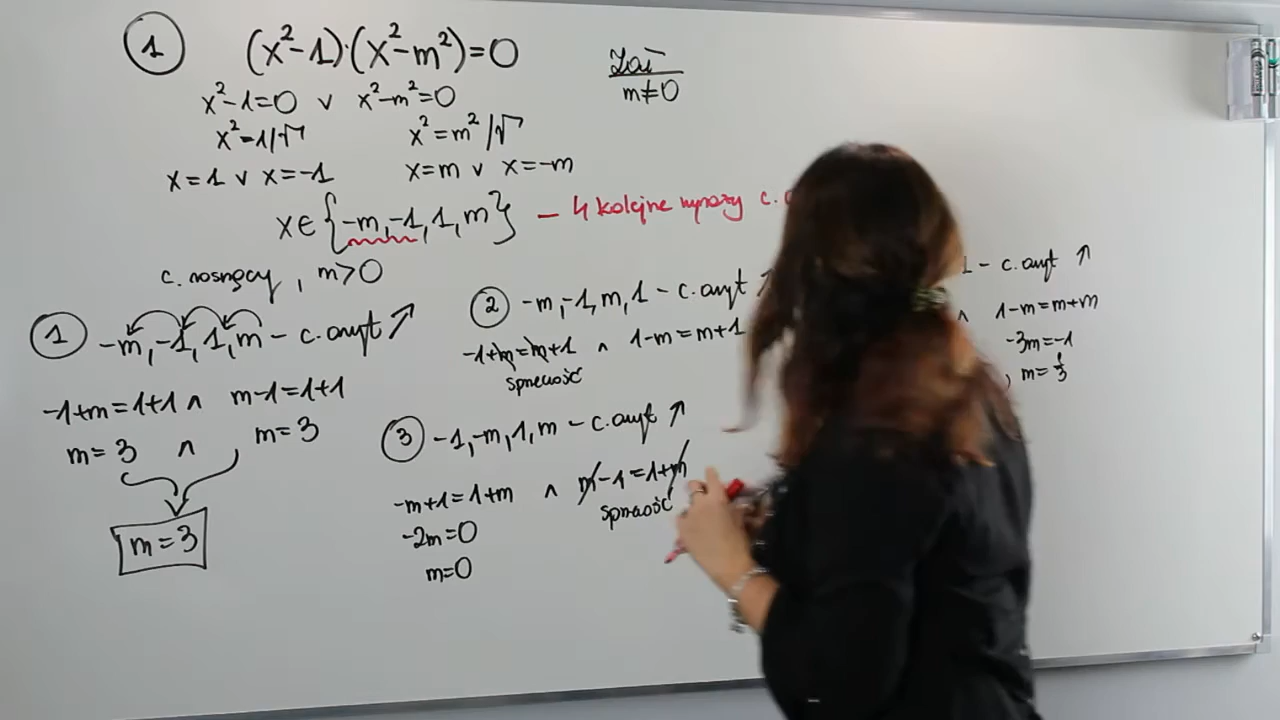 1 (x²-1)·(x²-m²)=0
Zał
m≠0
x²-1=0 v x²-m²=0
x²=1/√ x²=m²/√
x=1 v x=-1 x=m v x=-m
x∈{-m,-1,1,m} - 4 kolejne wyrazy c.
c. rosnący, m>0
1 -m,-1,1,m - c. aryt ↗
-1+m=1+1 ∧ m-1=1+1
m=3 ∧ m=3
m=3
2 -m,-1,m,1 - c. aryt
-1+m=m+1 ∧ 1-m=m+1
sprzeczność
3 -1,-m,1,m - c. aryt ↗
-m+1=1+m ∧ m-1=1+m
-2m=0 sprzeczność
m=0
1 - c. aryt ↗
∧ 1-m=m+m
-3m=-1
m=1/3